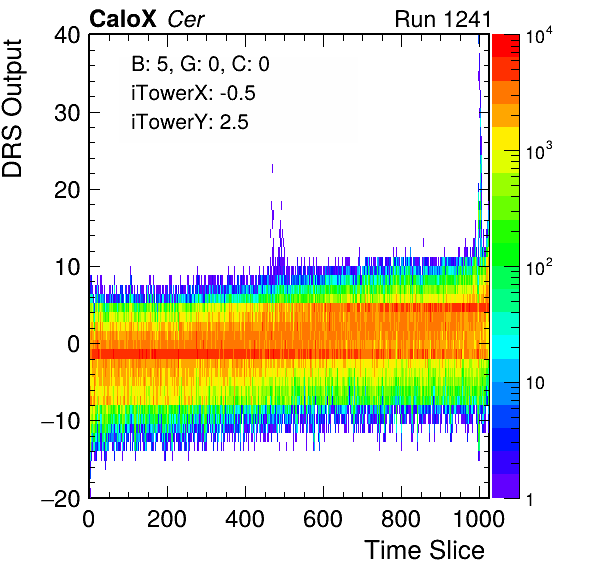 CaloX Cer Run 1241
B: 5, G: 0, C: 0
iTowerX: -0.5
iTowerY: 2.5
DRS Output
40
30
20
10
0
−10
−20
0 200 400 600 800 1000
Time Slice
10^4
10^3
10^2
10
1